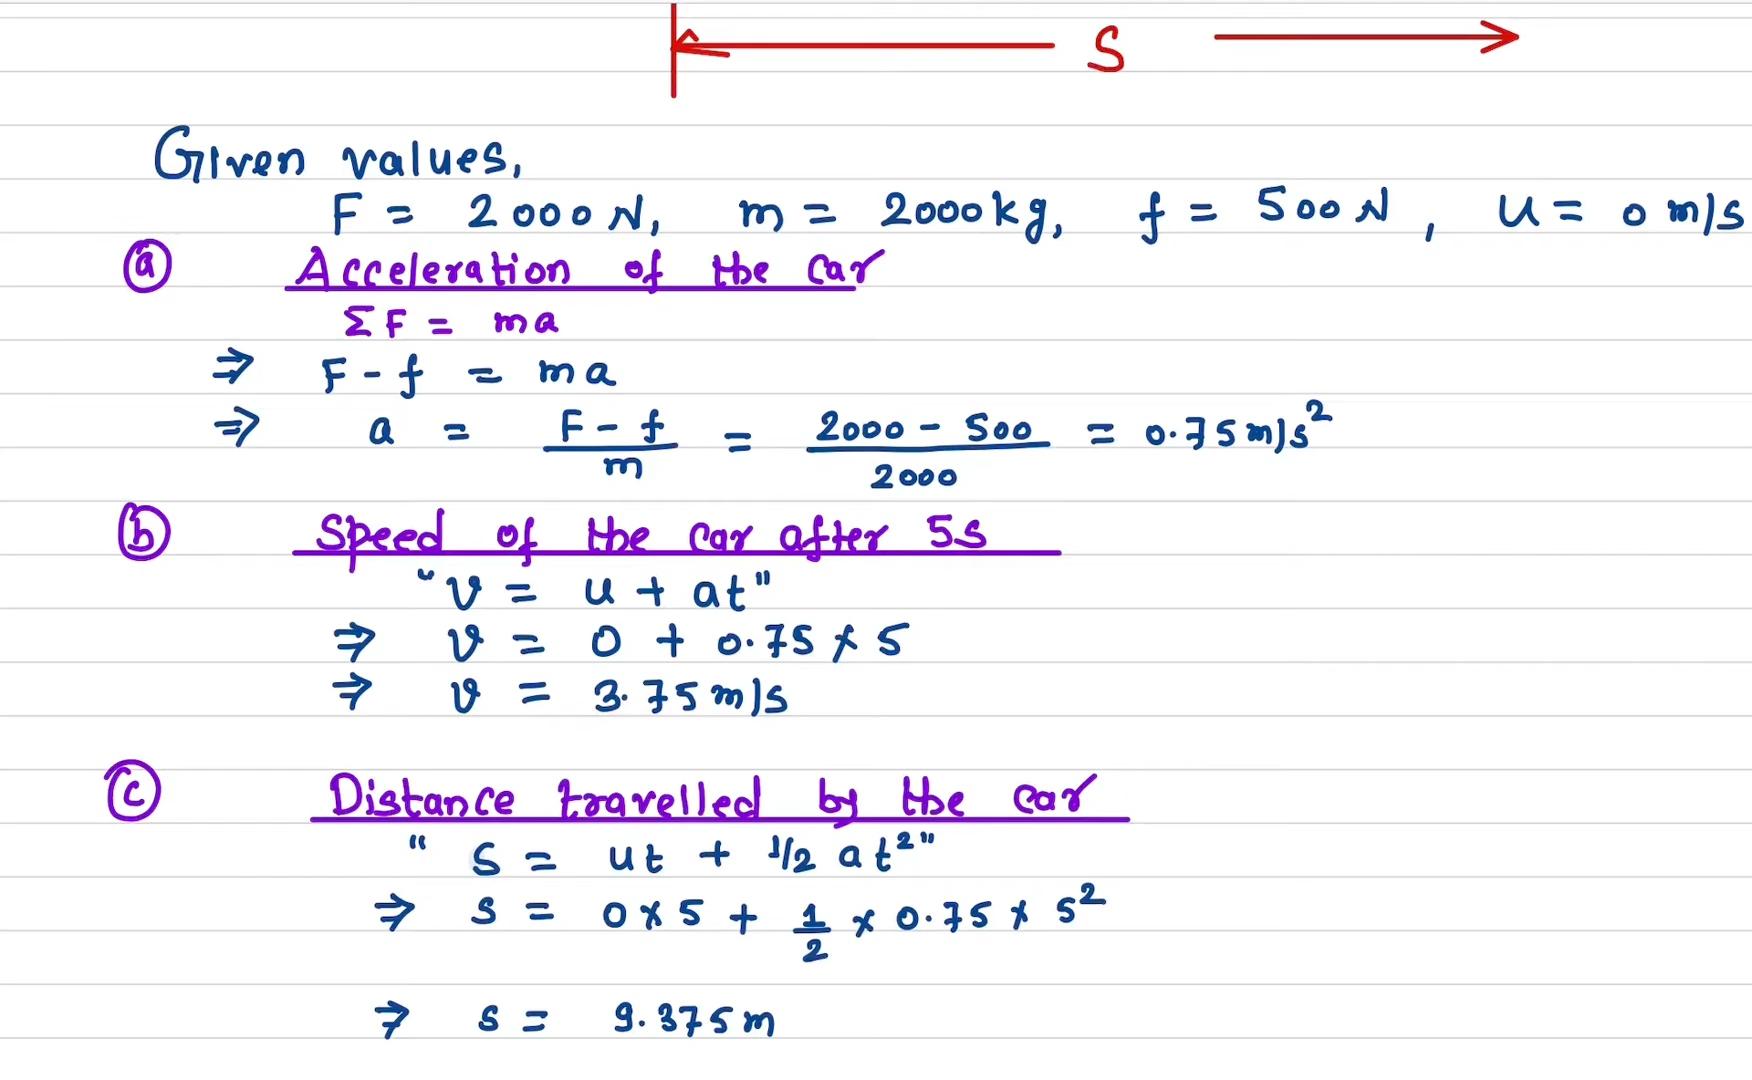 S
Given values,
F = 2000 N, m = 2000 kg, f = 500 N, u = 0 m/s
(a) Acceleration of the car
ΣF = ma
⇒ F - f = ma
⇒ a = (F - f)/m = (2000 - 500)/2000 = 0.75 m/s²
(b) Speed of the car after 5s
"v = u + at"
⇒ v = 0 + 0.75 × 5
⇒ v = 3.75 m/s
(c) Distance travelled by the car
"S = ut + 1/2 at²"
⇒ s = 0 × 5 + 1/2 × 0.75 × 5²
⇒ s = 9.375 m